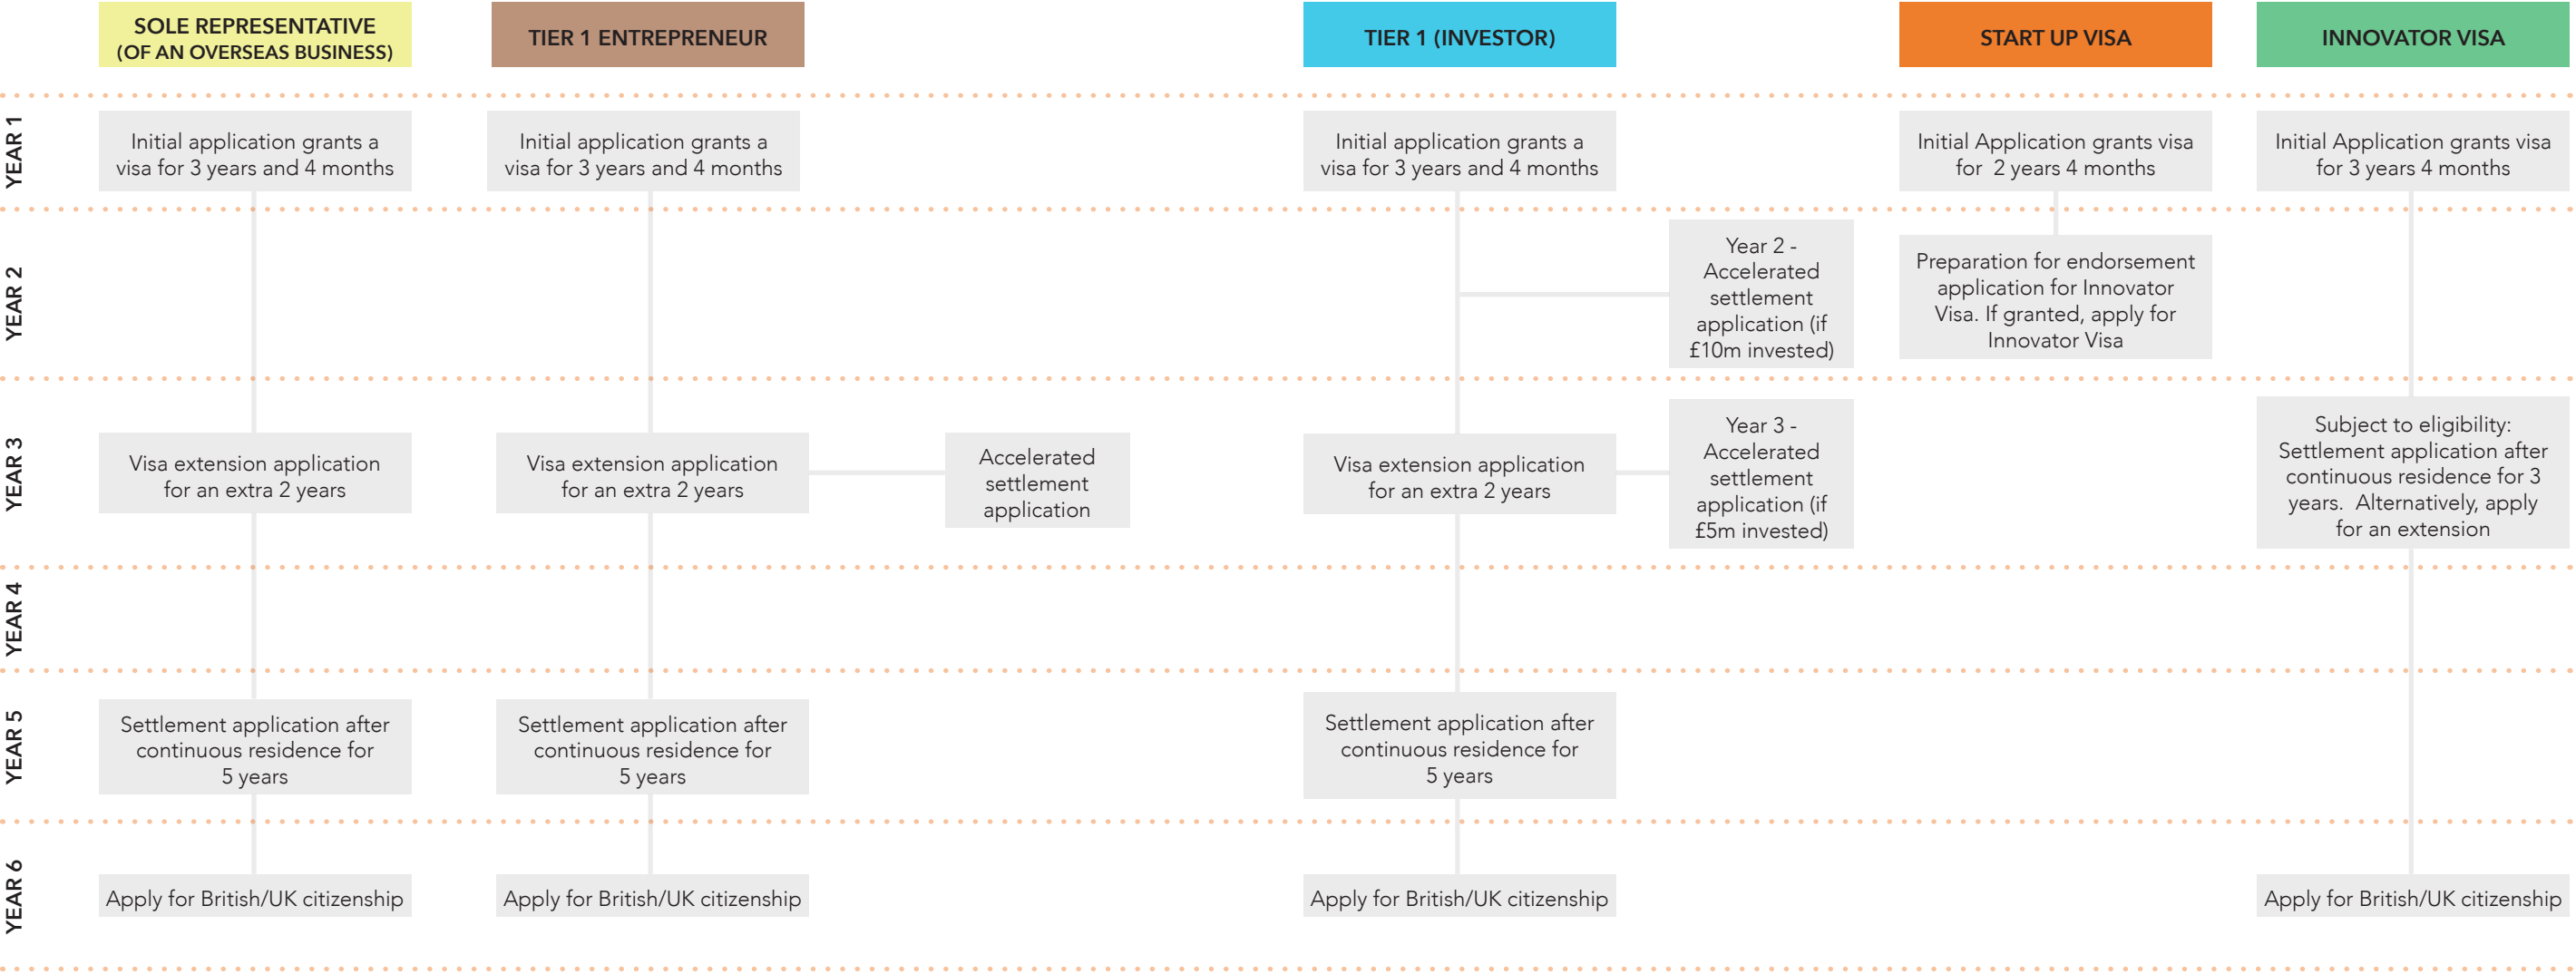 SOLE REPRESENTATIVE
(OF AN OVERSEAS BUSINESS)
TIER 1 ENTREPRENEUR
TIER 1 (INVESTOR)
START UP VISA
INNOVATOR VISA
YEAR 1
Initial application grants a
visa for 3 years and 4 months
Initial application grants a
visa for 3 years and 4 months
Initial application grants a
visa for 3 years and 4 months
Initial Application grants visa
for 2 years 4 months
Initial Application grants visa
for 3 years 4 months
YEAR 2
Year 2 -
Accelerated
settlement
application (if
£10m invested)
Preparation for endorsement
application for Innovator
Visa. If granted, apply for
Innovator Visa
YEAR 3
Visa extension application
for an extra 2 years
Visa extension application
for an extra 2 years
Accelerated
settlement
application
Visa extension application
for an extra 2 years
Year 3 -
Accelerated
settlement
application (if
£5m invested)
Subject to eligibility:
Settlement application after
continuous residence for 3
years. Alternatively, apply
for an extension
YEAR 4
YEAR 5
Settlement application after
continuous residence for
5 years
Settlement application after
continuous residence for
5 years
Settlement application after
continuous residence for
5 years
YEAR 6
Apply for British/UK citizenship
Apply for British/UK citizenship
Apply for British/UK citizenship
Apply for British/UK citizenship